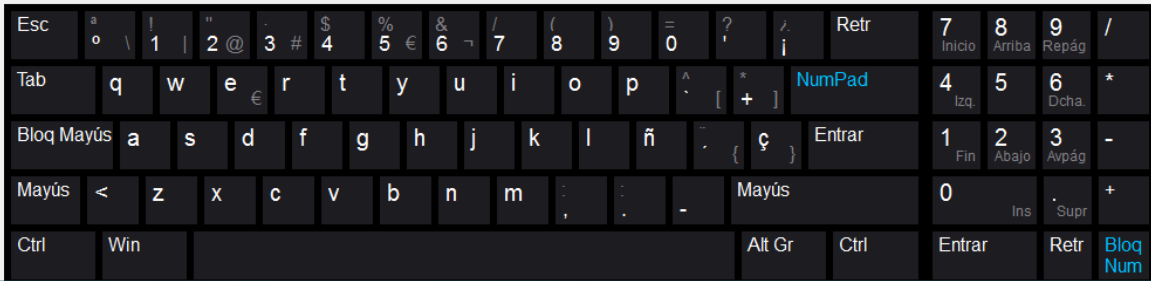 Esc ª º \ ! 1 | " 2 @ · 3 # $ 4 % 5 € & 6 ¬ / 7 ( 8 ) 9 = 0 ? ' ¿ ¡ Retr 7 Inicio 8 Arriba 9 Repág /
Tab q w e € r t y u i o p ^ ` [ * + ] NumPad 4 Izq. 5 6 Dcha. *
Bloq Mayús a s d f g h j k l ñ ¨ ´ { ç } Entrar 1 Fin 2 Abajo 3 Avpág -
Mayús < z x c v b n m ; , : . - Mayús 0 Ins . Supr +
Ctrl Win Alt Gr Ctrl Entrar Retr Bloq Num